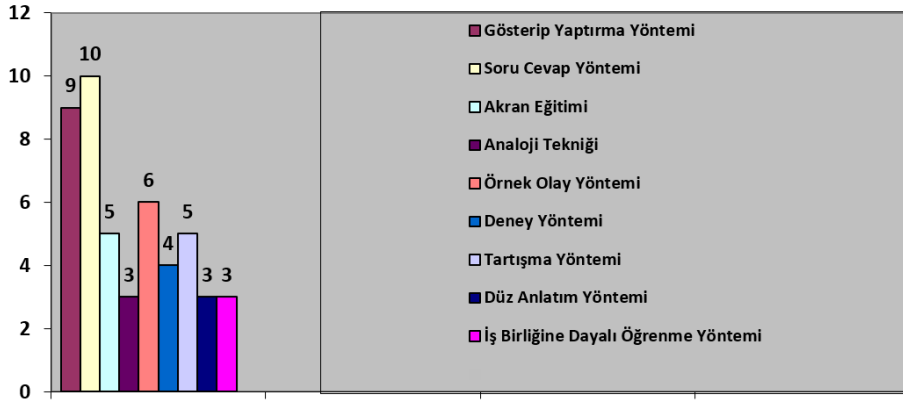 12
10
8
6
4
2
0
9
10
5
3
6
4
5
3
3
Gösterip Yaptırma Yöntemi
Soru Cevap Yöntemi
Akran Eğitimi
Analoji Tekniği
Örnek Olay Yöntemi
Deney Yöntemi
Tartışma Yöntemi
Düz Anlatım Yöntemi
İş Birliğine Dayalı Öğrenme Yöntemi